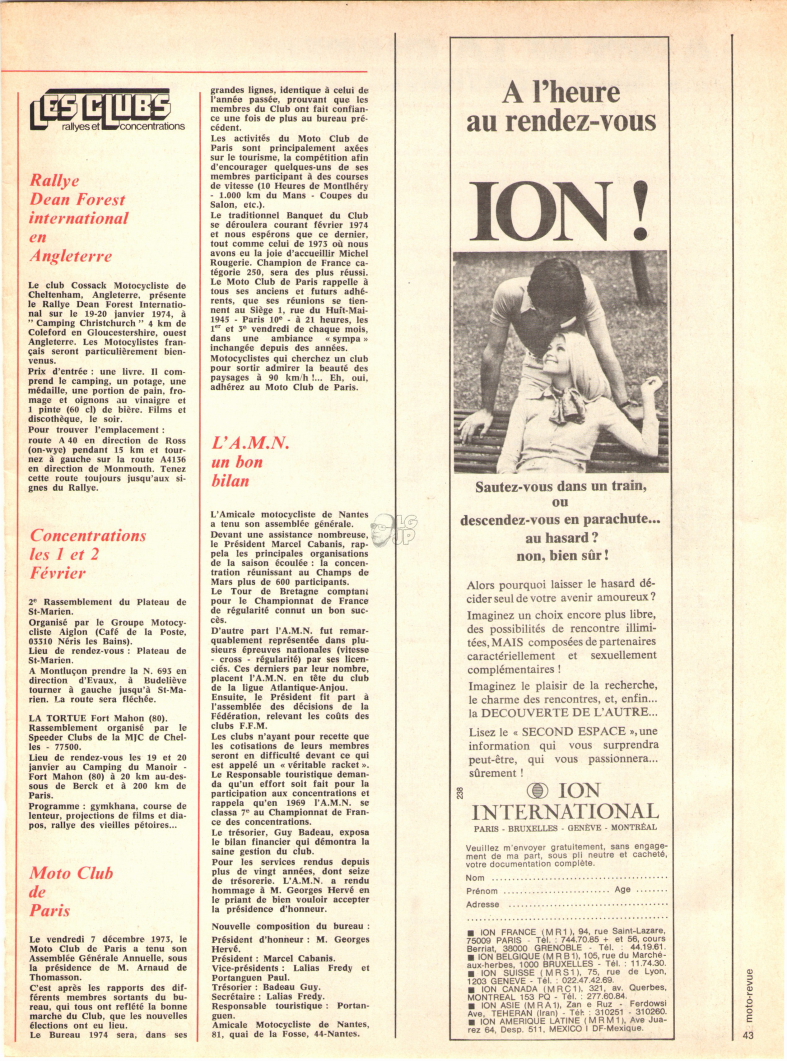 LES CLUBS
rallyes et concentrations
Rallye
Dean Forest
international
en
Angleterre
Le club Cossack Motocycliste de
Cheltenham, Angleterre, présente
le Rallye Dean Forest Internatio-
nal sur le 19-20 janvier 1974, à
" Camping Christchurch " 4 km de
Coleford en Gloucestershire, ouest
Angleterre. Les Motocylistes fran-
çais seront particulièrement bien-
venus.
Prix d'entrée : une livre. Il com-
prend le camping, un potage, une
médaille, une portion de pain, fro-
mage et oignons au vinaigre et
1 pinte (60 cl) de bière. Films et
discothèque, le soir.
Pour trouver l'emplacement :
route A 40 en direction de Ross
(on-wye) pendant 15 km et tour-
nez à gauche sur la route A4136
en direction de Monmouth. Tenez
cette route toujours jusqu'aux si-
gnes du Rallye.
Concentrations
les 1 et 2
Février
2e Rassemblement du Plateau de
St-Marien.
Organisé par le Groupe Motocy-
cliste Aiglon (Café de la Poste,
03310 Néris les Bains).
Lieu de rendez-vous : Plateau de
St-Marien.
A Montluçon prendre la N. 693 en
direction d'Evaux, à Budeliève
tourner à gauche jusqu'à St-Ma-
rien. La route sera fléchée.
LA TORTUE Fort Mahon (80).
Rassemblement organisé par le
Speeder Clubs de la MJC de Chel-
les - 77500.
Lieu de rendez-vous les 19 et 20
janvier au Camping du Manoir -
Fort Mahon (80) à 20 km au-des-
sous de Berck et à 200 km de
Paris.
Programme : gymkhana, course de
lenteur, projections de films et dia-
pos, rallye des vieilles pétoires...
Moto Club
de
Paris
Le vendredi 7 décembre 1973, le
Moto Club de Paris a tenu son
Assemblée Générale Annuelle, sous
la présidence de M. Arnaud de
Thomasson.
C'est après les rapports des dif-
férents membres sortants du bu-
reau, qui tous ont reflété la bonne
marche du Club, que les nouvelles
élections ont eu lieu.
Le Bureau 1974 sera, dans ses
grandes lignes, identique à celui de
l'année passée, prouvant que les
membres du Club ont fait confian-
ce une fois de plus au bureau pré-
cédent.
Les activités du Moto Club de
Paris sont principalement axées
sur le tourisme, la compétition afin
d'encourager quelques-uns de ses
membres participant à des courses
de vitesse (10 Heures de Montlhéry
- 1.000 km du Mans - Coupes du
Salon, etc.).
Le traditionnel Banquet du Club
se déroulera courant février 1974
et nous espérons que ce dernier,
tout comme celui de 1973 où nous
avons eu la joie d'accueillir Michel
Rougerie. Champion de France ca-
tégorie 250, sera des plus réussi.
Le Moto Club de Paris rappelle à
tous ses anciens et futurs adhé-
rents, que ses réunions se tien-
nent au Siège 1, rue du Huit-Mai-
1945 - Paris 10e - à 21 heures, les
1er et 3e vendredi de chaque mois,
dans une ambiance « sympa »
inchangée depuis des années.
Motocyclistes qui cherchez un club
pour sortir admirer la beauté des
paysages à 90 km/h !... Eh, oui,
adhérez au Moto Club de Paris.
L'A.M.N.
un bon
bilan
L'Amicale motocycliste de Nantes
a tenu son assemblée générale.
Devant une assistance nombreuse,
le Président Marcel Cabanis, rap-
pela les principales organisations
de la saison écoulée : la concen-
tration réunissant au Champs de
Mars plus de 600 participants.
Le Tour de Bretagne comptant
pour le Championnat de France
de régularité connut un bon suc-
cès.
D'autre part l'A.M.N. fut remar-
quablement représentée dans plu-
sieurs épreuves nationales (vitesse
- cross - régularité) par ses licen-
ciés. Ces derniers par leur nombre,
placent l'A.M.N. en tête du club
de la ligue Atlantique-Anjou.
Ensuite, le Président fit part à
l'assemblée des décisions de la
Fédération, relevant les coûts des
clubs F.F.M.
Les clubs n'ayant pour recette que
les cotisations de leurs membres
seront en difficulté devant ce qui
est appelé un « véritable racket ».
Le Responsable touristique deman-
da qu'un effort soit fait pour la
participation aux concentrations et
rappela qu'en 1969 l'A.M.N. se
classa 7e au Championnat de Fran-
ce des concentrations.
Le trésorier, Guy Badeau, exposa
le bilan financier qui démontra la
saine gestion du club.
Pour les services rendus depuis
plus de vingt années, dont seize
de trésorerie. L'A.M.N. a rendu
hommage à M. Georges Hervé en
le priant de bien vouloir accepter
la présidence d'honneur.
Nouvelle composition du bureau :
Président d'honneur : M. Georges
Hervé.
Président : Marcel Cabanis.
Vice-présidents : Lalias Fredy et
Portanguen Paul.
Trésorier : Badeau Guy.
Secrétaire : Lalias Fredy.
Responsable touristique : Portan-
guen.
Amicale Motocycliste de Nantes,
81, quai de la Fosse, 44-Nantes.
LG
JP
A l'heure
au rendez-vous
ION !
Sautez-vous dans un train,
ou
descendez-vous en parachute...
au hasard ?
non, bien sûr !
Alors pourquoi laisser le hasard dé-
cider seul de votre avenir amoureux ?
Imaginez un choix encore plus libre,
des possibilités de rencontre illimi-
tées, MAIS composées de partenaires
caractériellement et sexuellement
complémentaires !
Imaginez le plaisir de la recherche,
le charme des rencontres, et, enfin...
la DECOUVERTE DE L'AUTRE...
Lisez le « SECOND ESPACE », une
information qui vous surprendra
peut-être, qui vous passionnera...
sûrement !
238
ION
INTERNATIONAL
PARIS - BRUXELLES - GENÈVE - MONTRÉAL
Veuillez m'envoyer gratuitement, sans engage-
ment de ma part, sous pli neutre et cacheté,
votre documentation complète.
Nom
Prénom Age
Adresse
■ ION FRANCE (MR1), 94, rue Saint-Lazare,
75009 PARIS - Tél. : 744.70.85 + et 56, cours
Berriat, 38000 GRENOBLE - Tél. : 44.19.61.
■ ION BELGIQUE (MRB1), 105, rue du Marché-
aux-herbes, 1000 BRUXELLES - Tél. : 11.74.30.
■ ION SUISSE (MRS1), 75, rue de Lyon,
1203 GENEVE - Tél. : 022.47.42.69.
■ ION CANADA (MRC1), 321, av. Querbes,
MONTREAL 153 PQ - Tél. : 277.60.84.
■ ION ASIE (MRA1), Zan e Ruz - Ferdowsi
Ave, TEHERAN (Iran) - Tél. : 310251 - 310260.
■ ION AMERIQUE LATINE (MRM1), Ave Jua-
rez 64, Desp. 511, MEXICO 1 DF-Mexique.
moto-revue
43